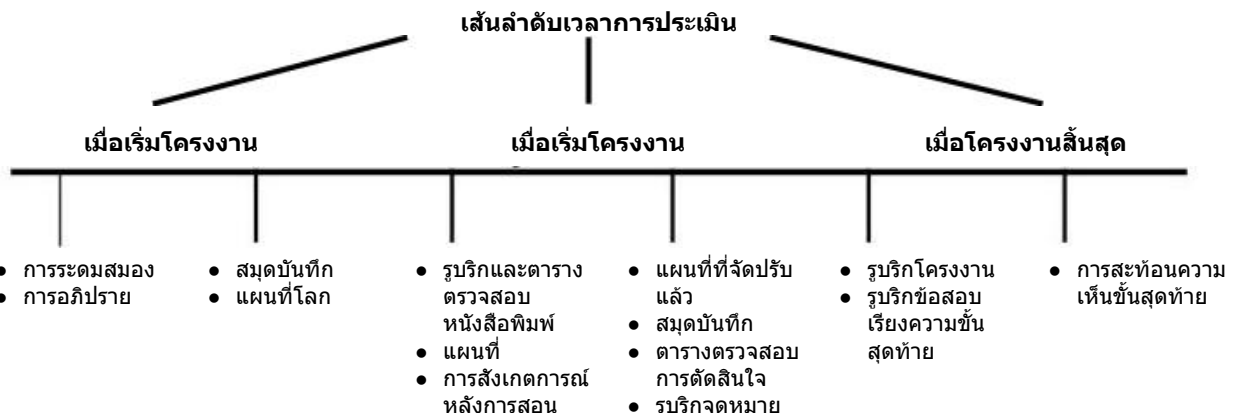 เส้นลำดับเวลาการประเมิน
เมื่อเริ่มโครงงาน
เมื่อเริ่มโครงงาน
เมื่อโครงงานสิ้นสุด
● การระดมสมอง
● การอภิปราย
● สมุดบันทึก
● แผนที่โลก
● รูบริกและตาราง
ตรวจสอบ
หนังสือพิมพ์
● แผนที่
● การสังเกตการณ์
หลังการสอน
● แผนที่ที่จัดปรับ
แล้ว
● สมุดบันทึก
● ตารางตรวจสอบ
การตัดสินใจ
● รูบริกจดหมาย
● รูบริกโครงงาน
● รูบริกข้อสอบ
เรียงความขั้น
สุดท้าย
● การสะท้อนความ
เห็นขั้นสุดท้าย